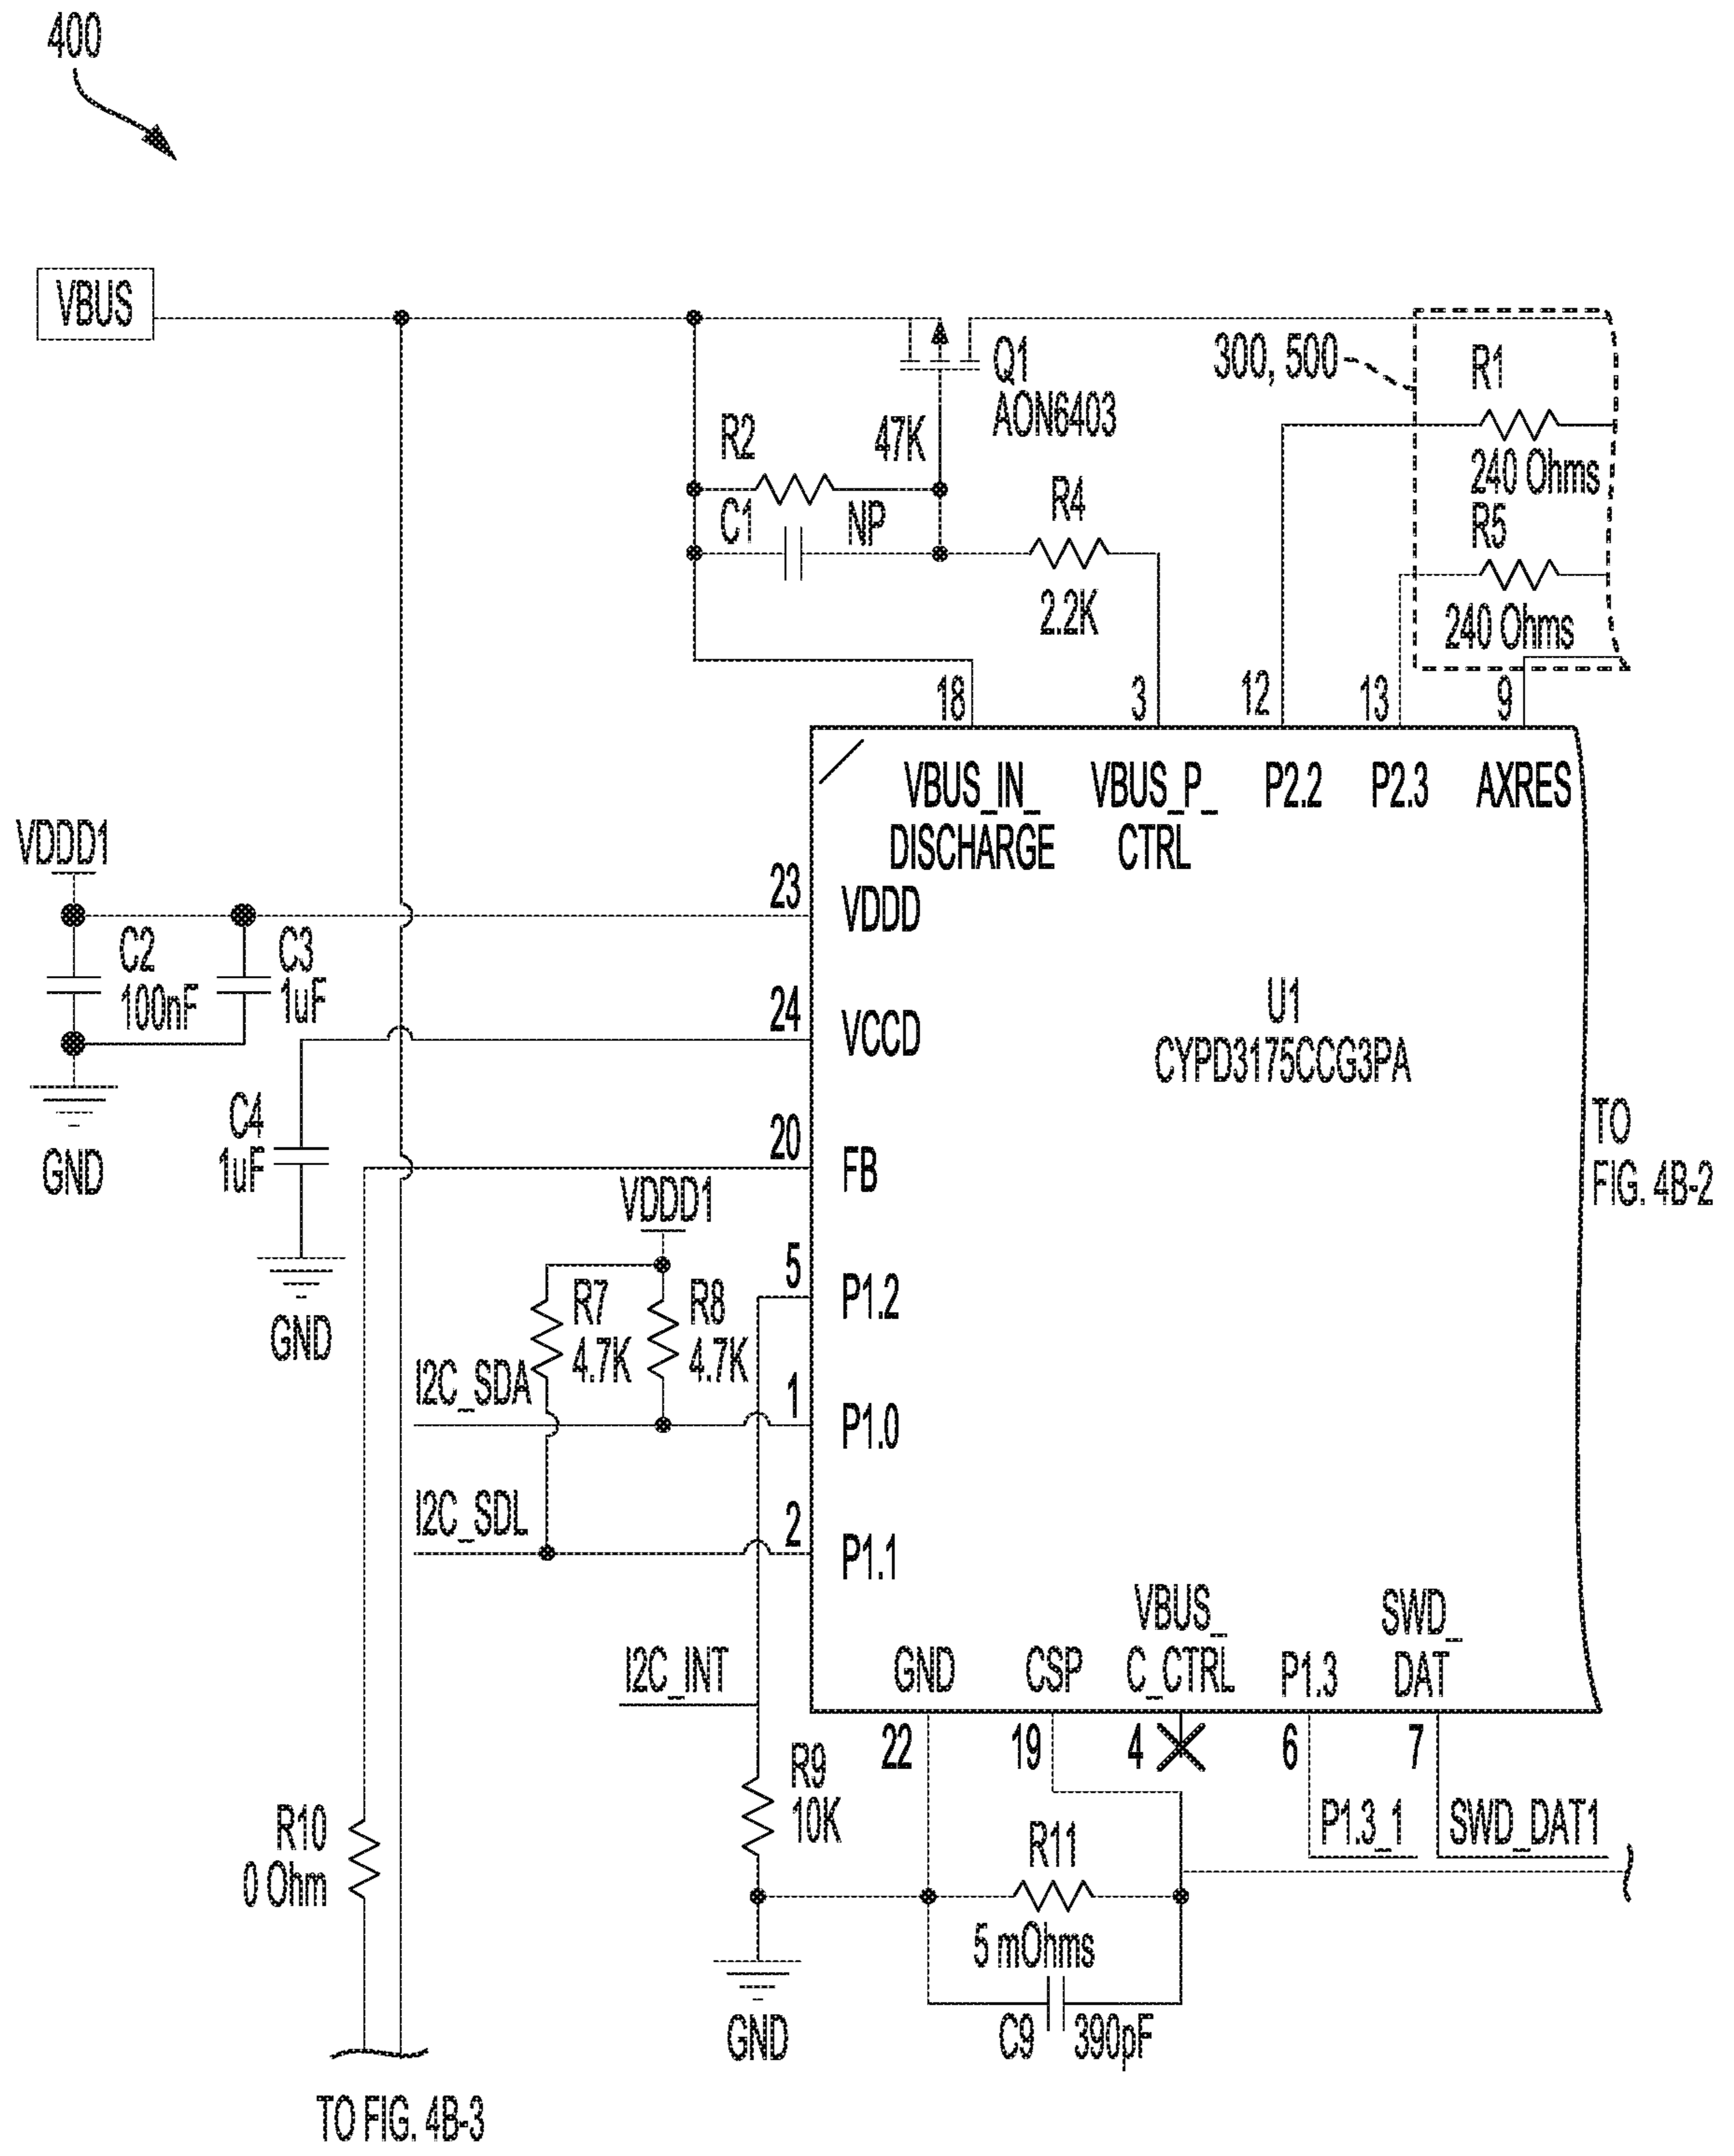 400
VBUS
Q1
AON6403
300, 500
R1
240 Ohms
R5
240 Ohms
R2
47K
C1
NP
R4
2.2K
18
3
12
13
9
VBUS_IN_
DISCHARGE
VBUS_P_
CTRL
P2.2
P2.3
AXRES
VDDD1
C2
100nF
C3
1uF
GND
23
VDDD
24
VCCD
U1
CYPD3175CCG3PA
C4
1uF
GND
20
FB
TO
FIG. 4B-2
VDDD1
5
P1.2
R7
4.7K
R8
4.7K
I2C_SDA
1
P1.0
I2C_SDL
2
P1.1
I2C_INT
GND
CSP
VBUS_
C_CTRL
P1.3
SWD_
DAT
22
19
4
6
7
R9
10K
P1.3_1
SWD_DAT1
R10
0 Ohm
R11
5 mOhms
GND
C9
390pF
TO FIG. 4B-3